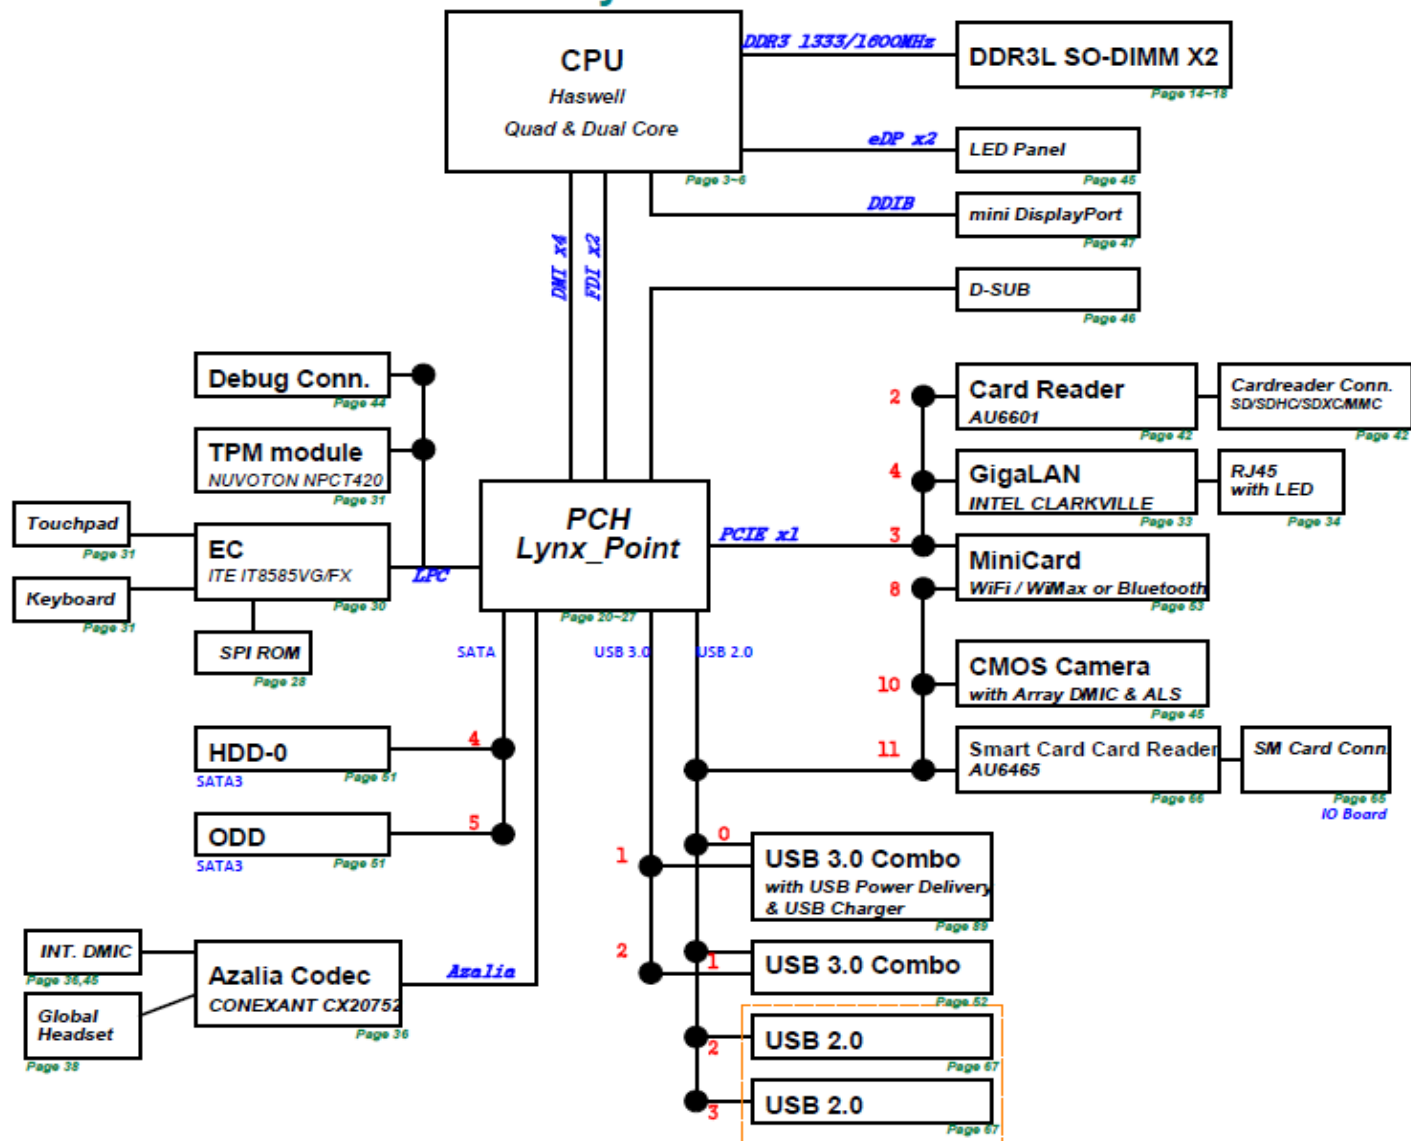 CPU
Haswell
Quad & Dual Core
Page 3~6
DDR3 1333/1600MHz
DDR3L SO-DIMM X2
Page 14~18
eDP x2
LED Panel
Page 45
DDIB
mini DisplayPort
Page 47
DMI x4
FDI x2
D-SUB
Page 46
Debug Conn.
Page 44
TPM module
NUVOTON NPCT420
Page 31
Touchpad
Page 31
Keyboard
Page 31
EC
ITE IT8585VG/FX
Page 30
LPC
SPI ROM
Page 28
PCH
Lynx_Point
Page 20~27
PCIE x1
2
Card Reader
AU6601
Page 42
Cardreader Conn.
SD/SDHC/SDXC/MMC
Page 42
4
GigaLAN
INTEL CLARKVILLE
Page 33
RJ45
with LED
Page 34
3
MiniCard
WiFi / WiMax or Bluetooth
Page 53
8
SATA
USB 3.0
USB 2.0
10
CMOS Camera
with Array DMIC & ALS
Page 45
11
Smart Card Card Reader
AU6465
Page 66
SM Card Conn.
Page 65
IO Board
HDD-0
SATA3
Page 51
4
ODD
SATA3
Page 51
5
0
1
USB 3.0 Combo
with USB Power Delivery
& USB Charger
Page 89
2
1
USB 3.0 Combo
Page 52
2
USB 2.0
Page 67
3
USB 2.0
Page 67
INT. DMIC
Page 36,45
Global
Headset
Page 38
Azalia Codec
CONEXANT CX20752
Page 36
Azalia